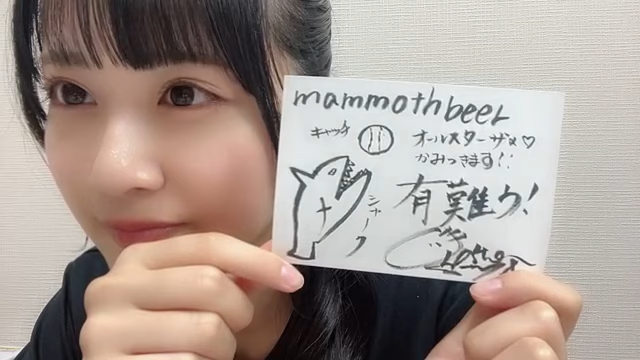 mammothbeer
キャッチ
オールスターザメ♡
かみつきます!!
シャーク
有難う!